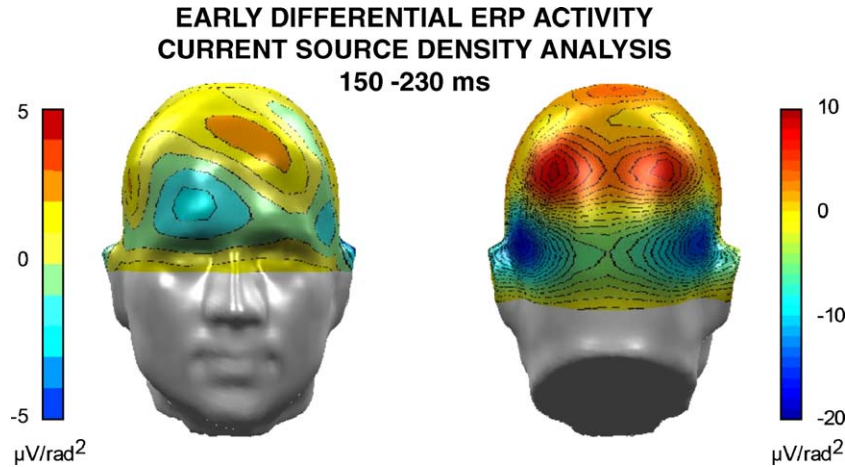 EARLY DIFFERENTIAL ERP ACTIVITY
CURRENT SOURCE DENSITY ANALYSIS
150 -230 ms
5
0
-5
µV/rad²
10
0
-10
-20
µV/rad²